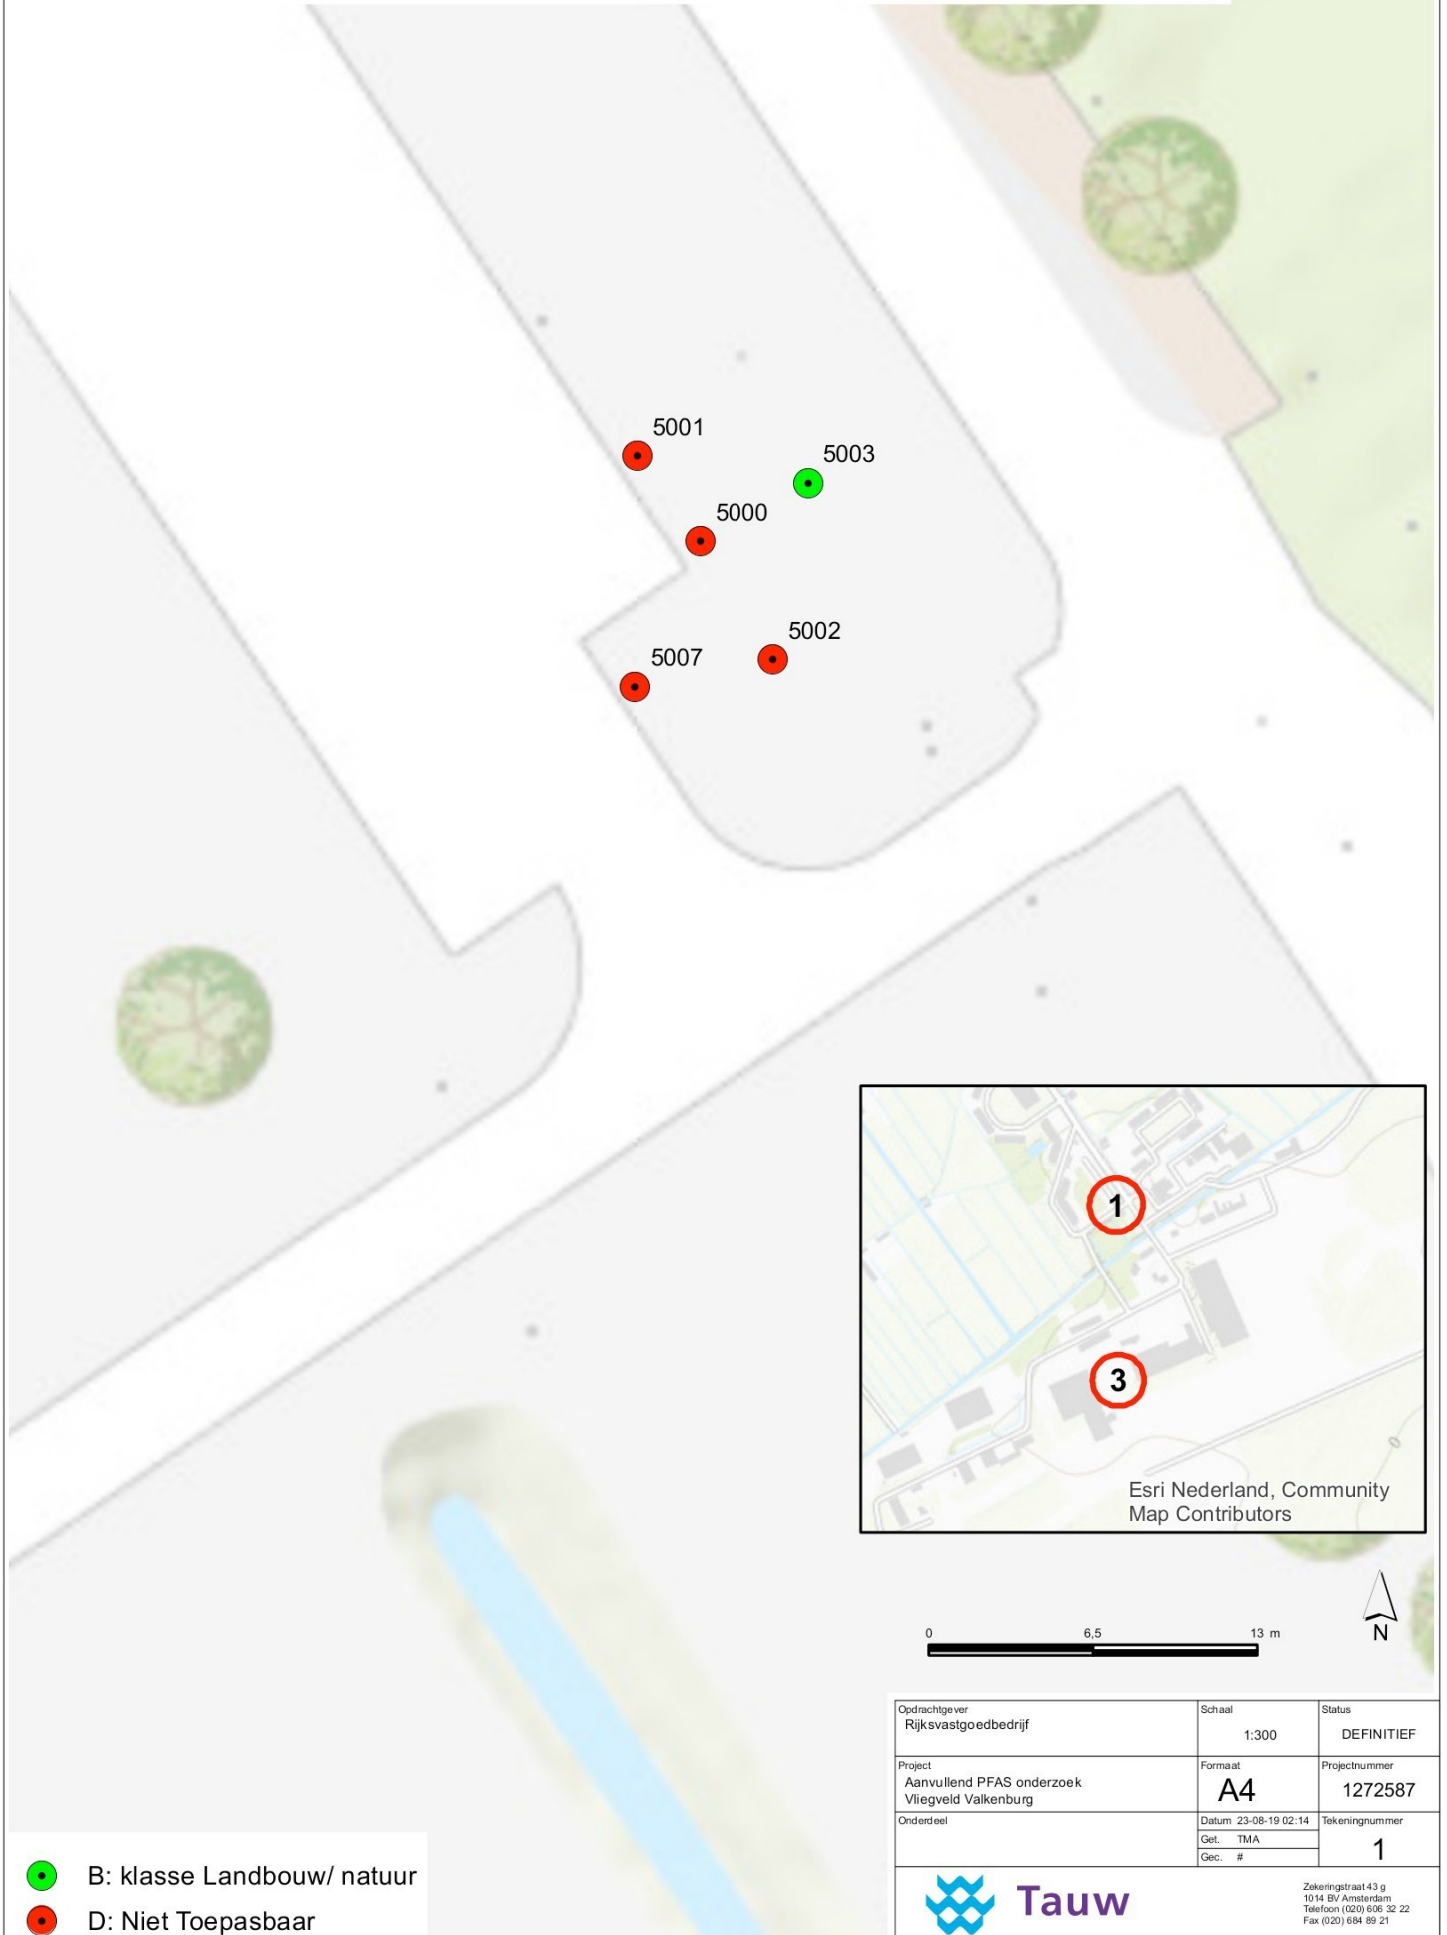 5001
5003
5000
5002
5007
1
3
Esri Nederland, Community
Map Contributors
0 6,5 13 m
N
Opdrachtgever
Rijksvastgoedbedrijf
Schaal
1:300
Status
DEFINITIEF
Project
Aanvullend PFAS onderzoek
Vliegveld Valkenburg
Formaat
A4
Projectnummer
1272587
Onderdeel
Datum 23-08-19 02:14
Get. TMA
Gec. #
Tekeningnummer
1
B: klasse Landbouw/ natuur
D: Niet Toepasbaar
Tauw
Zekeringstraat 43 g
1014 BV Amsterdam
Telefoon (020) 606 32 22
Fax (020) 684 89 21